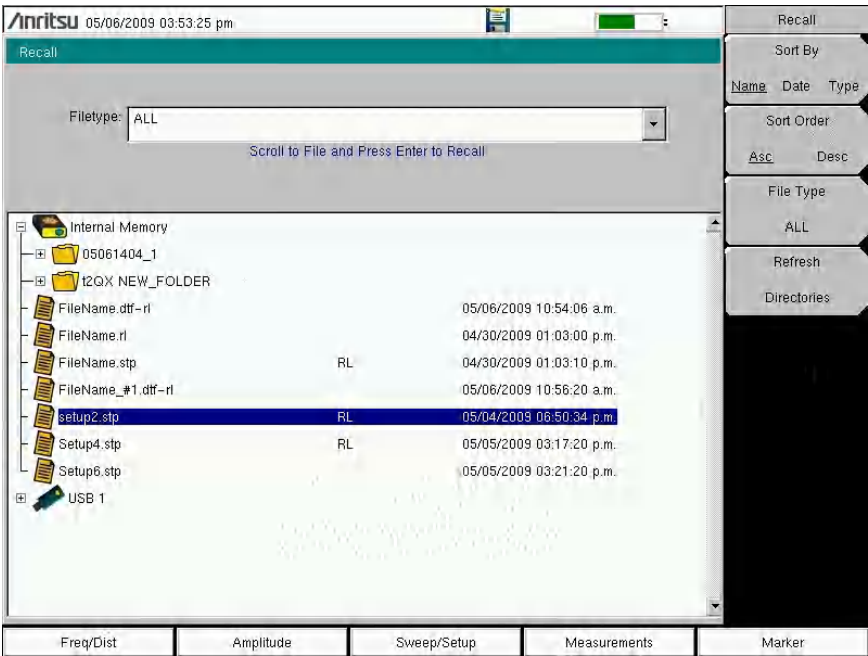 Anritsu 05/06/2009 03:53:25 pm
Recall
Filetype: ALL
Scroll to File and Press Enter to Recall
Internal Memory
05061404_1
t2QX NEW_FOLDER
FileName.dtf-rl 05/06/2009 10:54:06 a.m.
FileName.rl 04/30/2009 01:03:00 p.m.
FileName.stp RL 04/30/2009 01:03:10 p.m.
FileName_#1.dtf-rl 05/06/2009 10:56:20 a.m.
setup2.stp RL 05/04/2009 06:50:34 p.m.
Setup4.stp RL 05/05/2009 03:17:20 p.m.
Setup6.stp 05/05/2009 03:21:20 p.m.
USB 1
Recall
Sort By
Name Date Type
Sort Order
Asc Desc
File Type
ALL
Refresh
Directories
Freq/Dist Amplitude Sweep/Setup Measurements Marker